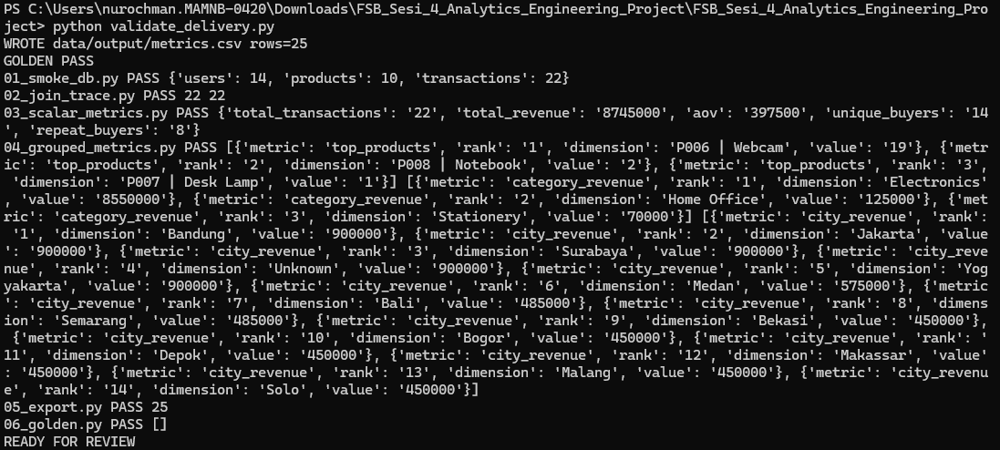 PS C:\Users\nurochman.MAMNB-0420\Downloads\FSB_Sesi_4_Analytics_Engineering_Project\FSB_Sesi_4_Analytics_Engineering_Pro
ject> python validate_delivery.py
WROTE data/output/metrics.csv rows=25
GOLDEN PASS
01_smoke_db.py PASS {'users': 14, 'products': 10, 'transactions': 22}
02_join_trace.py PASS 22 22
03_scalar_metrics.py PASS {'total_transactions': '22', 'total_revenue': '8745000', 'aov': '397500', 'unique_buyers': '14
', 'repeat_buyers': '8'}
04_grouped_metrics.py PASS [{'metric': 'top_products', 'rank': '1', 'dimension': 'P006 | Webcam', 'value': '19'}, {'metr
ic': 'top_products', 'rank': '2', 'dimension': 'P008 | Notebook', 'value': '2'}, {'metric': 'top_products', 'rank': '3',
 'dimension': 'P007 | Desk Lamp', 'value': '1'}] [{'metric': 'category_revenue', 'rank': '1', 'dimension': 'Electronics'
, 'value': '8550000'}, {'metric': 'category_revenue', 'rank': '2', 'dimension': 'Home Office', 'value': '125000'}, {'met
ric': 'category_revenue', 'rank': '3', 'dimension': 'Stationery', 'value': '70000'}] [{'metric': 'city_revenue', 'rank':
 '1', 'dimension': 'Bandung', 'value': '900000'}, {'metric': 'city_revenue', 'rank': '2', 'dimension': 'Jakarta', 'value
': '900000'}, {'metric': 'city_revenue', 'rank': '3', 'dimension': 'Surabaya', 'value': '900000'}, {'metric': 'city_reve
nue', 'rank': '4', 'dimension': 'Unknown', 'value': '900000'}, {'metric': 'city_revenue', 'rank': '5', 'dimension': 'Yog
yakarta', 'value': '900000'}, {'metric': 'city_revenue', 'rank': '6', 'dimension': 'Medan', 'value': '575000'}, {'metric
': 'city_revenue', 'rank': '7', 'dimension': 'Bali', 'value': '485000'}, {'metric': 'city_revenue', 'rank': '8', 'dimens
ion': 'Semarang', 'value': '485000'}, {'metric': 'city_revenue', 'rank': '9', 'dimension': 'Bekasi', 'value': '450000'},
 {'metric': 'city_revenue', 'rank': '10', 'dimension': 'Bogor', 'value': '450000'}, {'metric': 'city_revenue', 'rank': '
11', 'dimension': 'Depok', 'value': '450000'}, {'metric': 'city_revenue', 'rank': '12', 'dimension': 'Makassar', 'value'
: '450000'}, {'metric': 'city_revenue', 'rank': '13', 'dimension': 'Malang', 'value': '450000'}, {'metric': 'city_revenu
e', 'rank': '14', 'dimension': 'Solo', 'value': '450000'}]
05_export.py PASS 25
06_golden.py PASS []
READY FOR REVIEW